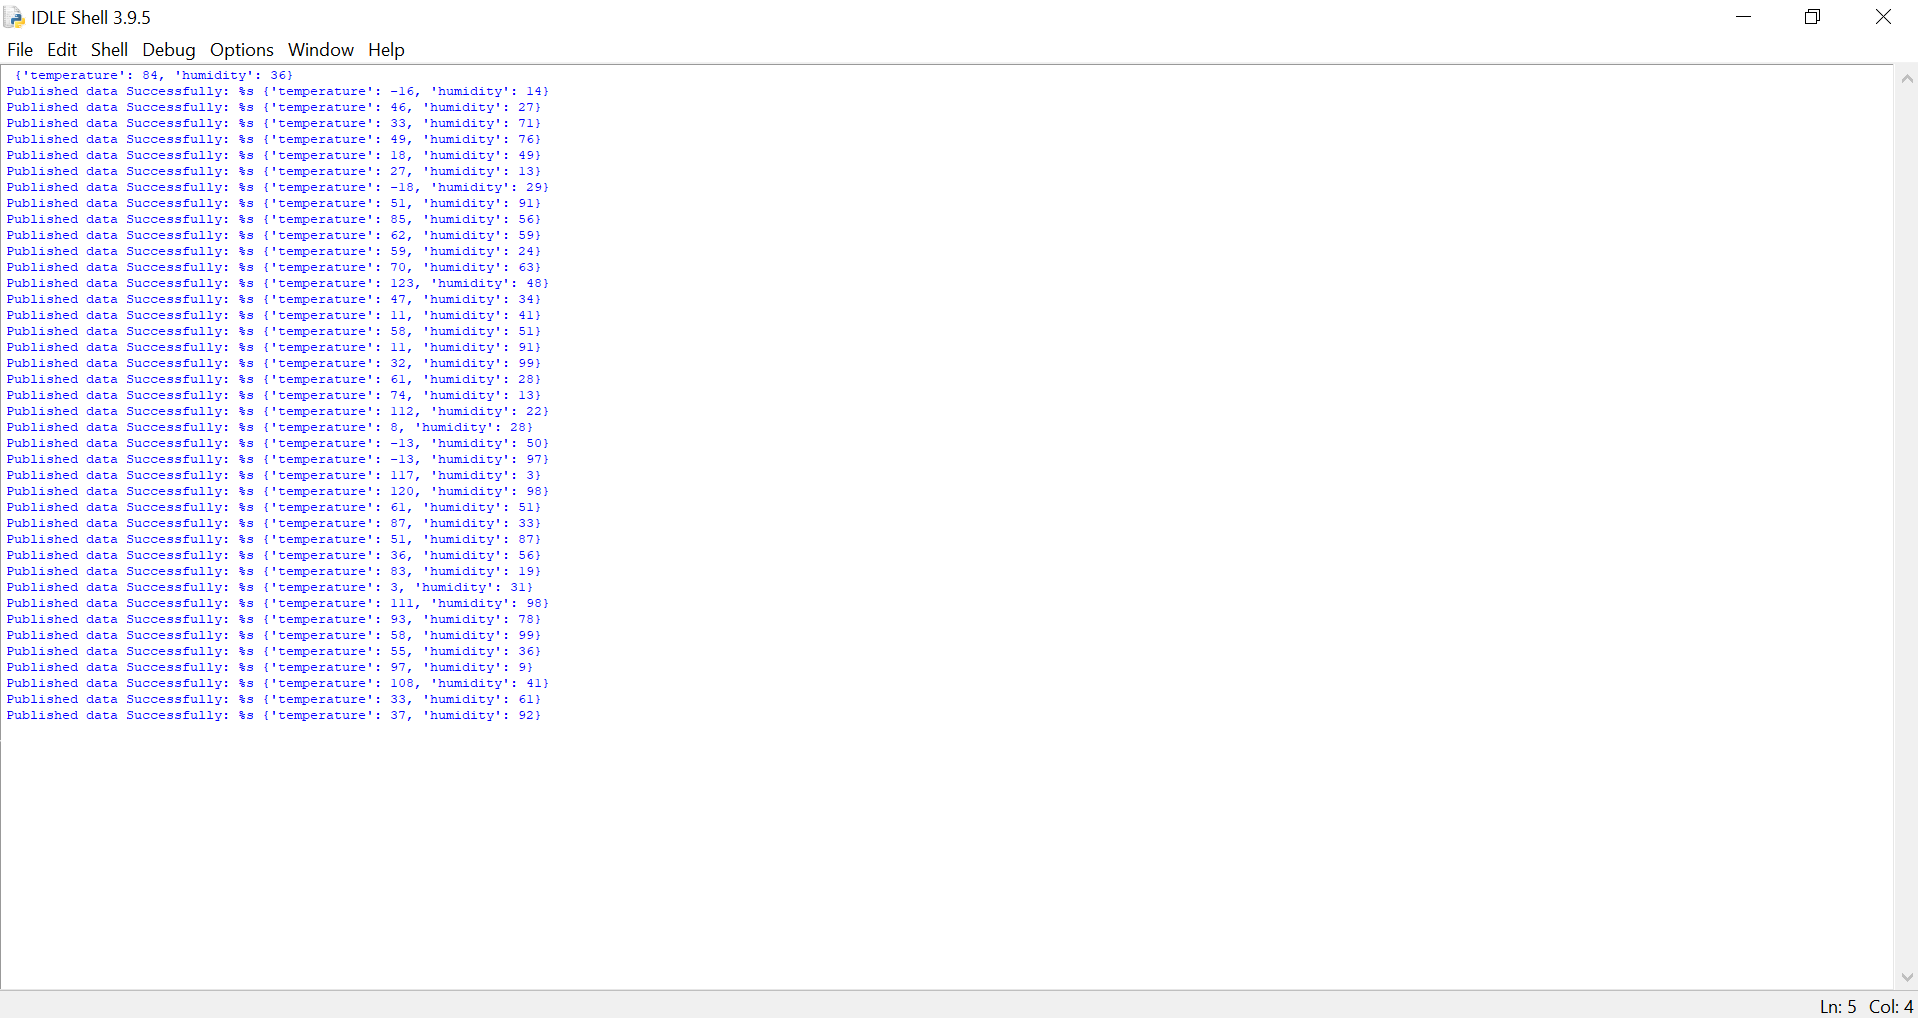 IDLE Shell 3.9.5
File Edit Shell Debug Options Window Help
{'temperature': 84, 'humidity': 36}
Published data Successfully: %s {'temperature': -16, 'humidity': 14}
Published data Successfully: %s {'temperature': 46, 'humidity': 27}
Published data Successfully: %s {'temperature': 33, 'humidity': 71}
Published data Successfully: %s {'temperature': 49, 'humidity': 76}
Published data Successfully: %s {'temperature': 18, 'humidity': 49}
Published data Successfully: %s {'temperature': 27, 'humidity': 13}
Published data Successfully: %s {'temperature': -18, 'humidity': 29}
Published data Successfully: %s {'temperature': 51, 'humidity': 91}
Published data Successfully: %s {'temperature': 85, 'humidity': 56}
Published data Successfully: %s {'temperature': 62, 'humidity': 59}
Published data Successfully: %s {'temperature': 59, 'humidity': 24}
Published data Successfully: %s {'temperature': 70, 'humidity': 63}
Published data Successfully: %s {'temperature': 123, 'humidity': 48}
Published data Successfully: %s {'temperature': 47, 'humidity': 34}
Published data Successfully: %s {'temperature': 11, 'humidity': 41}
Published data Successfully: %s {'temperature': 58, 'humidity': 51}
Published data Successfully: %s {'temperature': 11, 'humidity': 91}
Published data Successfully: %s {'temperature': 32, 'humidity': 99}
Published data Successfully: %s {'temperature': 61, 'humidity': 28}
Published data Successfully: %s {'temperature': 74, 'humidity': 13}
Published data Successfully: %s {'temperature': 112, 'humidity': 22}
Published data Successfully: %s {'temperature': 8, 'humidity': 28}
Published data Successfully: %s {'temperature': -13, 'humidity': 50}
Published data Successfully: %s {'temperature': -13, 'humidity': 97}
Published data Successfully: %s {'temperature': 117, 'humidity': 3}
Published data Successfully: %s {'temperature': 120, 'humidity': 98}
Published data Successfully: %s {'temperature': 61, 'humidity': 51}
Published data Successfully: %s {'temperature': 87, 'humidity': 33}
Published data Successfully: %s {'temperature': 51, 'humidity': 87}
Published data Successfully: %s {'temperature': 36, 'humidity': 56}
Published data Successfully: %s {'temperature': 83, 'humidity': 19}
Published data Successfully: %s {'temperature': 3, 'humidity': 31}
Published data Successfully: %s {'temperature': 111, 'humidity': 98}
Published data Successfully: %s {'temperature': 93, 'humidity': 78}
Published data Successfully: %s {'temperature': 58, 'humidity': 99}
Published data Successfully: %s {'temperature': 55, 'humidity': 36}
Published data Successfully: %s {'temperature': 97, 'humidity': 9}
Published data Successfully: %s {'temperature': 108, 'humidity': 41}
Published data Successfully: %s {'temperature': 33, 'humidity': 61}
Published data Successfully: %s {'temperature': 37, 'humidity': 92}
Ln: 5 Col: 4